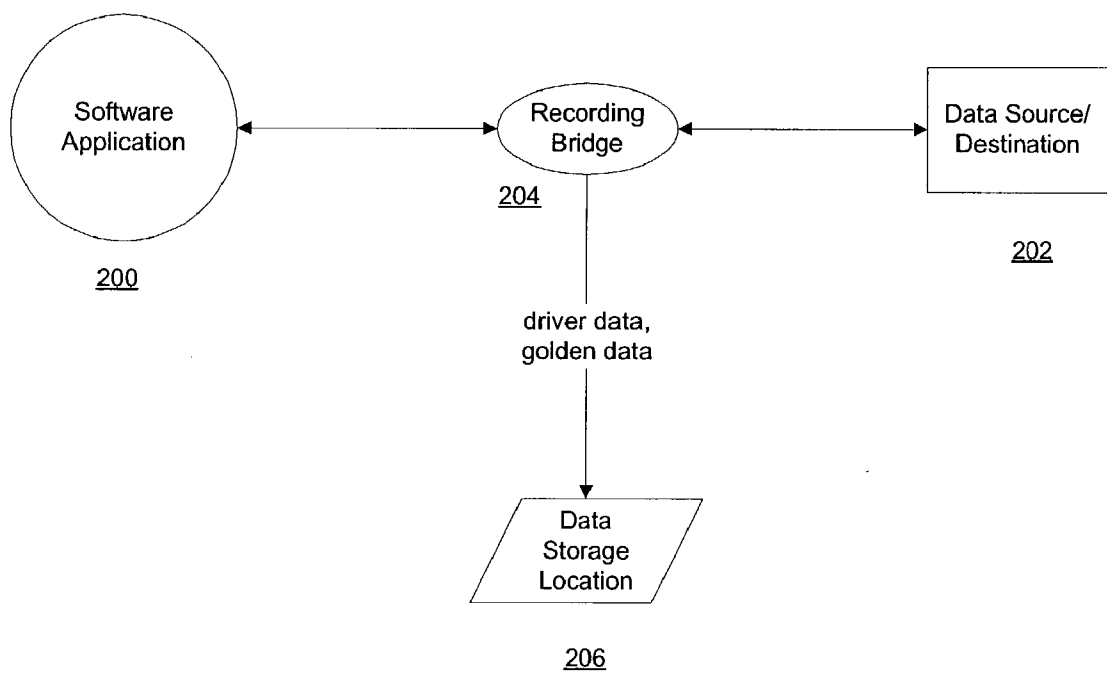 Software
Application
200
Recording
Bridge
204
Data Source/
Destination
202
driver data,
golden data
Data
Storage
Location
206